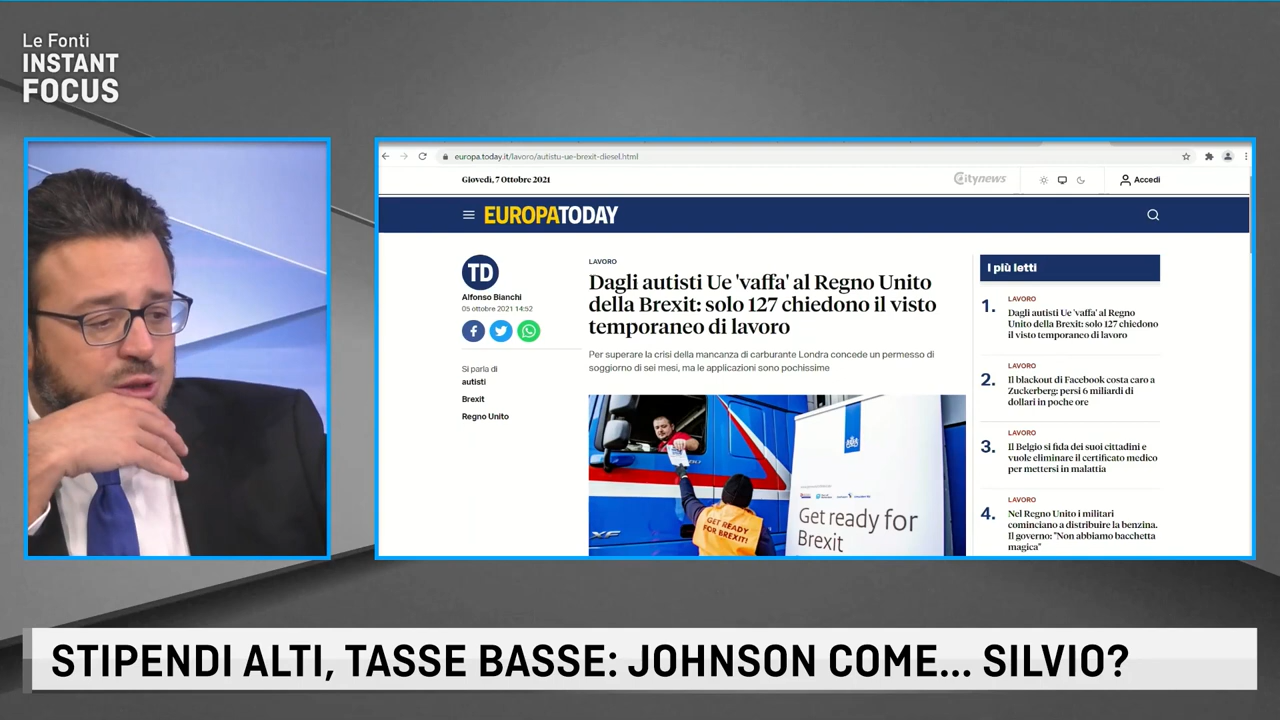 Le Fonti
INSTANT
FOCUS
europa.today.it/lavoro/autistu-ue-brexit-diesel.html
Giovedì, 7 Ottobre 2021
Citynews
Accedi
EUROPATODAY
TD
Alfonso Bianchi
05 ottobre 2021 14:52
Si parla di
autisti
Brexit
Regno Unito
LAVORO
Dagli autisti Ue 'vaffa' al Regno Unito
della Brexit: solo 127 chiedono il visto
temporaneo di lavoro
Per superare la crisi della mancanza di carburante Londra concede un permesso di
soggiorno di sei mesi, ma le applicazioni sono pochissime
XF
GET READY
FOR BREXIT!
Get ready for
Brexit
I più letti
1.
LAVORO
Dagli autisti Ue 'vaffa' al Regno
Unito della Brexit: solo 127 chiedono
il visto temporaneo di lavoro
2.
LAVORO
Il blackout di Facebook costa caro a
Zuckerberg: persi 6 miliardi di
dollari in poche ore
3.
LAVORO
Il Belgio si fida dei suoi cittadini e
vuole eliminare il certificato medico
per mettersi in malattia
4.
LAVORO
Nel Regno Unito i militari
cominciano a distribuire la benzina.
Il governo: "Non abbiamo bacchetta
magica"
STIPENDI ALTI, TASSE BASSE: JOHNSON COME... SILVIO?